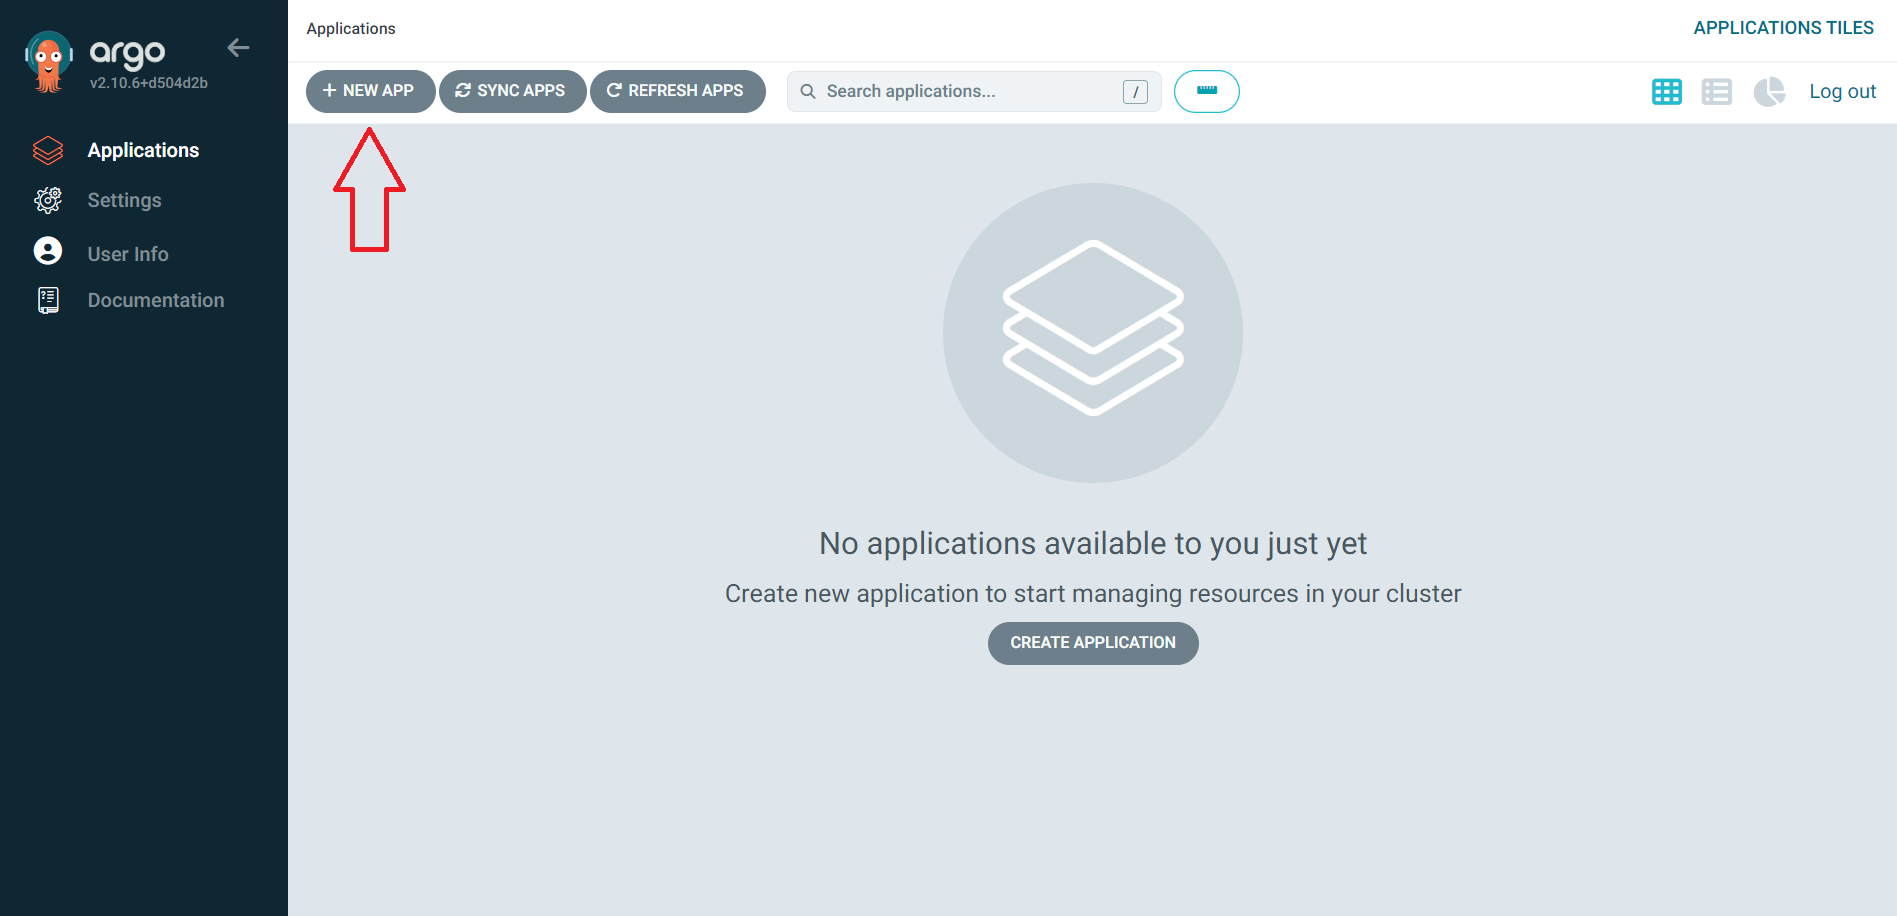 argo
v2.10.6+d504d2b
Applications
Settings
User Info
Documentation
Applications
APPLICATIONS TILES
+ NEW APP
SYNC APPS
REFRESH APPS
Search applications...
/
Log out
No applications available to you just yet
Create new application to start managing resources in your cluster
CREATE APPLICATION